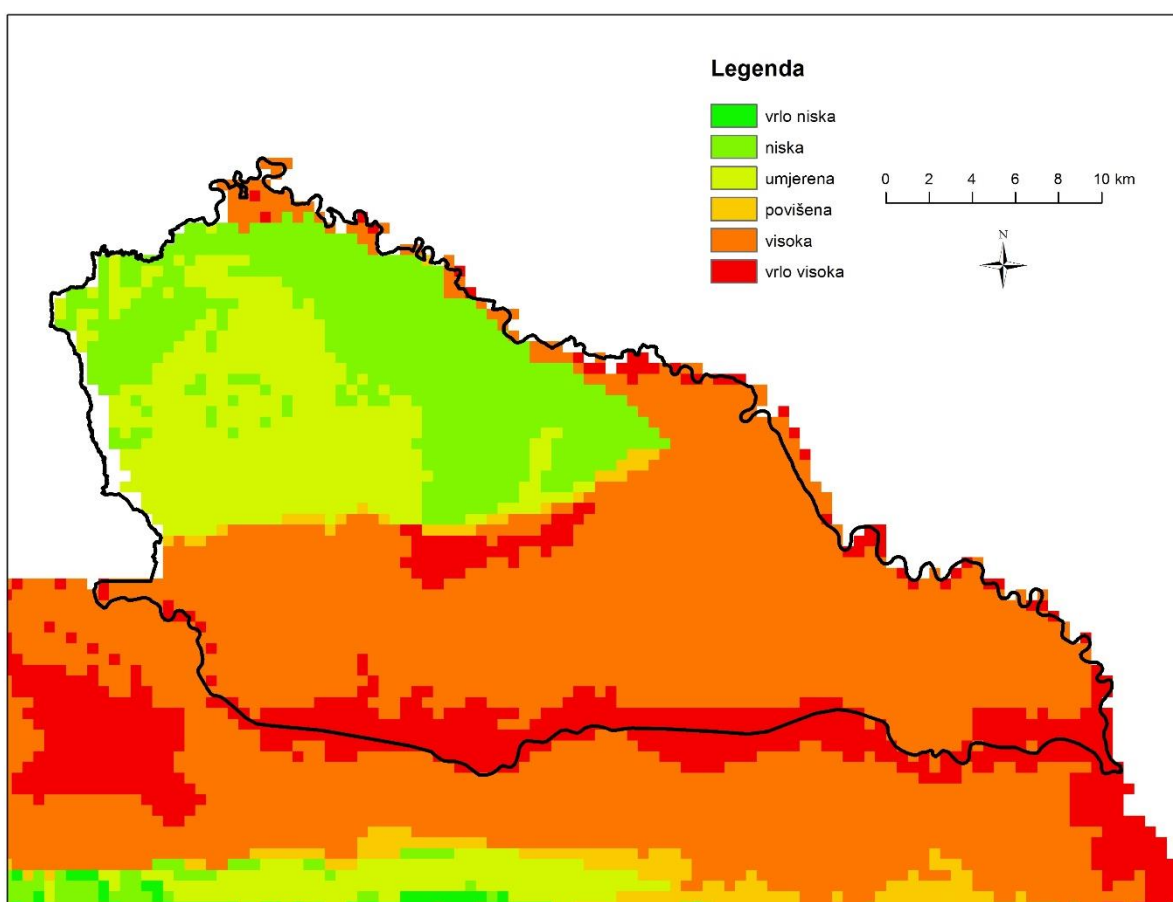 Legenda
vrlo niska
niska
umjerena
povišena
visoka
vrlo visoka
0 2 4 6 8 10 km
N